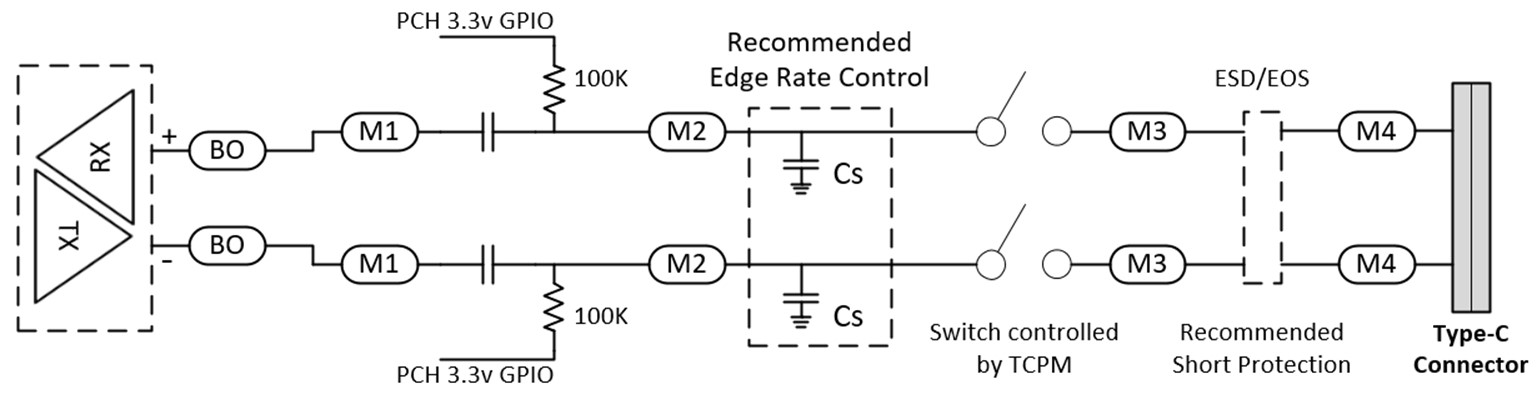 PCH 3.3v GPIO
100K
Recommended
Edge Rate Control
ESD/EOS
RX
TX
+
-
BO
M1
M2
Cs
M3
M4
BO
M1
M2
Cs
M3
M4
100K
PCH 3.3v GPIO
Switch controlled
by TCPM
Recommended
Short Protection
Type-C
Connector